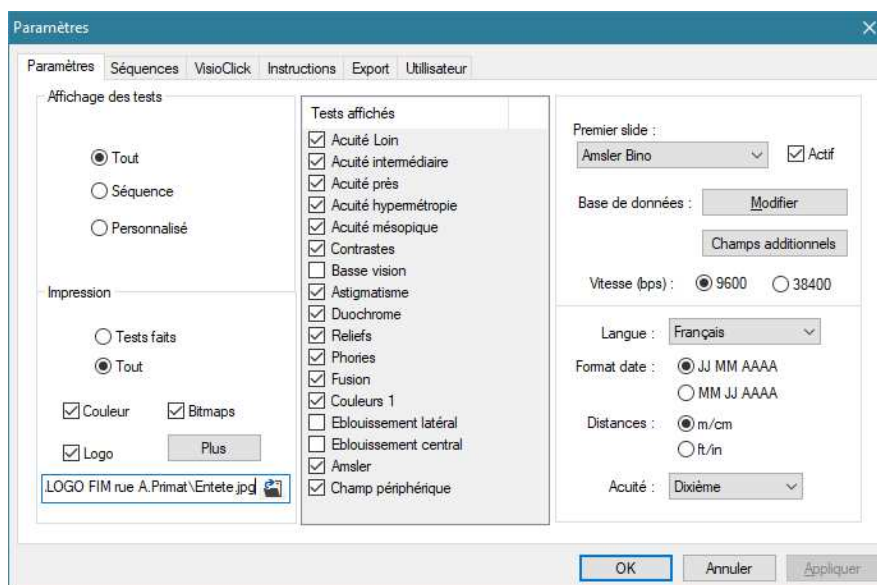 Paramètres
Paramètres Séquences VisioClick Instructions Export Utilisateur
Affichage des tests
Tout
Séquence
Personnalisé
Impression
Tests faits
Tout
Couleur Bitmaps
Logo Plus
.LOGO FIM rue A.Primat\Entete.jpg
Tests affichés
Acuité Loin
Acuité intermédiaire
Acuité près
Acuité hypermétropie
Acuité mésopique
Contrastes
Basse vision
Astigmatisme
Duochrome
Reliefs
Phories
Fusion
Couleurs 1
Eblouissement latéral
Eblouissement central
Amsler
Champ périphérique
Premier slide :
Amsler Bino Actif
Base de données : Modifier
Champs additionnels
Vitesse (bps) : 9600 38400
Langue : Français
Format date : JJ MM AAAA
MM JJ AAAA
Distances : m/cm
ft/in
Acuité : Dixième
OK Annuler Appliquer